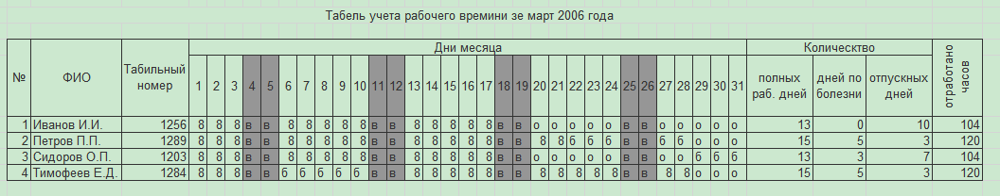 Табель учета рабочего времини зе март 2006 года
№ ФИО Табильный номер Дни месяца Количекство отработано часов
1 2 3 4 5 6 7 8 9 10 11 12 13 14 15 16 17 18 19 20 21 22 23 24 25 26 27 28 29 30 31 полных раб. дней дней по болезни отпускных дней
1 Иванов И.И. 1256 8 8 8 в в 8 8 8 8 8 в в 8 8 8 8 8 в в о о о о о в в о о о о о 13 0 10 104
2 Петров П.П. 1289 8 8 8 в в 8 8 8 8 8 в в 8 8 8 8 8 в в 8 8 б б б в в б б о о о 15 5 3 120
3 Сидоров О.П. 1203 8 8 8 в в 8 8 8 8 8 в в 8 8 8 8 8 в в о о о о о в в о о б б б 13 3 7 104
4 Тимофеев Е.Д. 1284 8 8 8 в в б б б б б в в 8 8 8 8 8 в в 8 8 8 8 8 в в 8 8 о о о 15 5 3 120